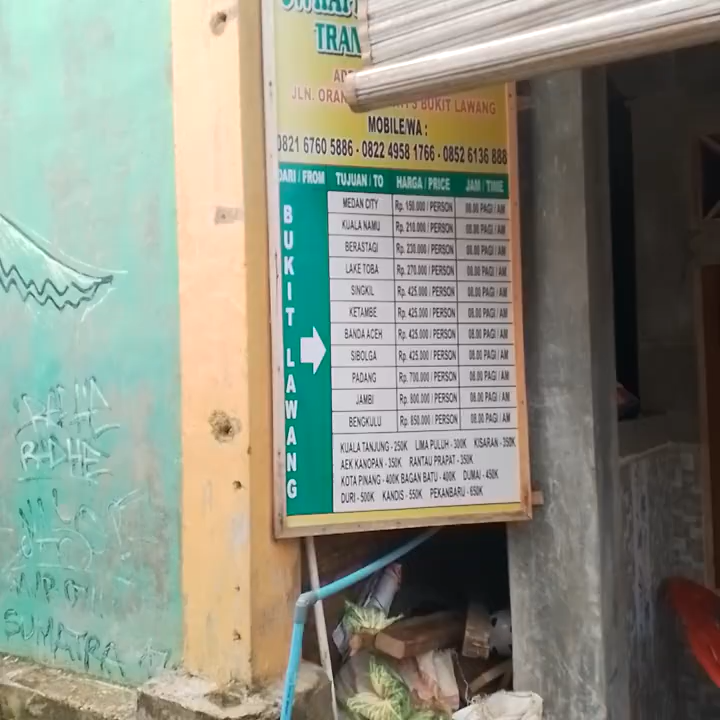 TRAN
JLN. ORAN BUKIT LAWANG
MOBILE/WA :
0821 6760 5886 - 0822 4958 1766 - 0852 6136 888
DARI / FROM TUJUAN / TO HARGA / PRICE JAM / TIME
BUKIT LAWANG
MEDAN CITY Rp. 150.000 / PERSON 08.00 PAGI / AM
KUALA NAMU Rp. 210.000 / PERSON 08.00 PAGI / AM
BERASTAGI Rp. 230.000 / PERSON 08.00 PAGI / AM
LAKE TOBA Rp. 270.000 / PERSON 08.00 PAGI / AM
SINGKIL Rp. 425.000 / PERSON 08.00 PAGI / AM
KETAMBE Rp. 425.000 / PERSON 08.00 PAGI / AM
BANDA ACEH Rp. 425.000 / PERSON 08.00 PAGI / AM
SIBOLGA Rp. 425.000 / PERSON 08.00 PAGI / AM
PADANG Rp. 700.000 / PERSON 08.00 PAGI / AM
JAMBI Rp. 800.000 / PERSON 08.00 PAGI / AM
BENGKULU Rp. 850.000 / PERSON 08.00 PAGI / AM
KUALA TANJUNG - 250K LIMA PULUH - 300K KISARAN - 350K
AEK KANOPAN - 350K RANTAU PRAPAT - 350K
KOTA PINANG - 400K BAGAN BATU - 400K DUMAI - 450K
DURI - 500K KANDIS - 550K PEKANBARU - 650K
SUMATRA